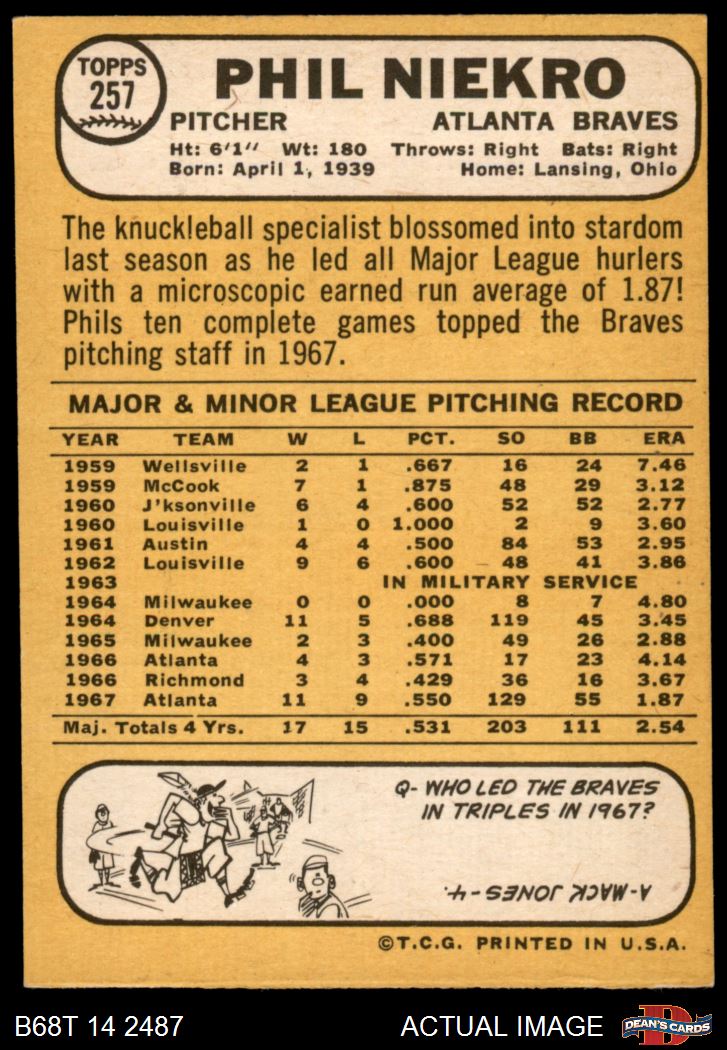 TOPPS
257
PHIL NIEKRO
PITCHER ATLANTA BRAVES
Ht: 6'1" Wt: 180 Throws: Right Bats: Right
Born: April 1, 1939 Home: Lansing, Ohio
The knuckleball specialist blossomed into stardom
last season as he led all Major League hurlers
with a microscopic earned run average of 1.87!
Phils ten complete games topped the Braves
pitching staff in 1967.
MAJOR & MINOR LEAGUE PITCHING RECORD
YEAR TEAM W L PCT. SO BB ERA
1959 Wellsville 2 1 .667 16 24 7.46
1959 McCook 7 1 .875 48 29 3.12
1960 J'ksonville 6 4 .600 52 52 2.77
1960 Louisville 1 0 1.000 2 9 3.60
1961 Austin 4 4 .500 84 53 2.95
1962 Louisville 9 6 .600 48 41 3.86
1963 IN MILITARY SERVICE
1964 Milwaukee 0 0 .000 8 7 4.80
1964 Denver 11 5 .688 119 45 3.45
1965 Milwaukee 2 3 .400 49 26 2.88
1966 Atlanta 4 3 .571 17 23 4.14
1966 Richmond 3 4 .429 36 16 3.67
1967 Atlanta 11 9 .550 129 55 1.87
Maj. Totals 4 Yrs. 17 15 .531 203 111 2.54
Q- WHO LED THE BRAVES
IN TRIPLES IN 1967?
A- MACK JONES - 4.
©T.C.G. PRINTED IN U.S.A.
B68T 14 2487 ACTUAL IMAGE D DEAN'S CARDS